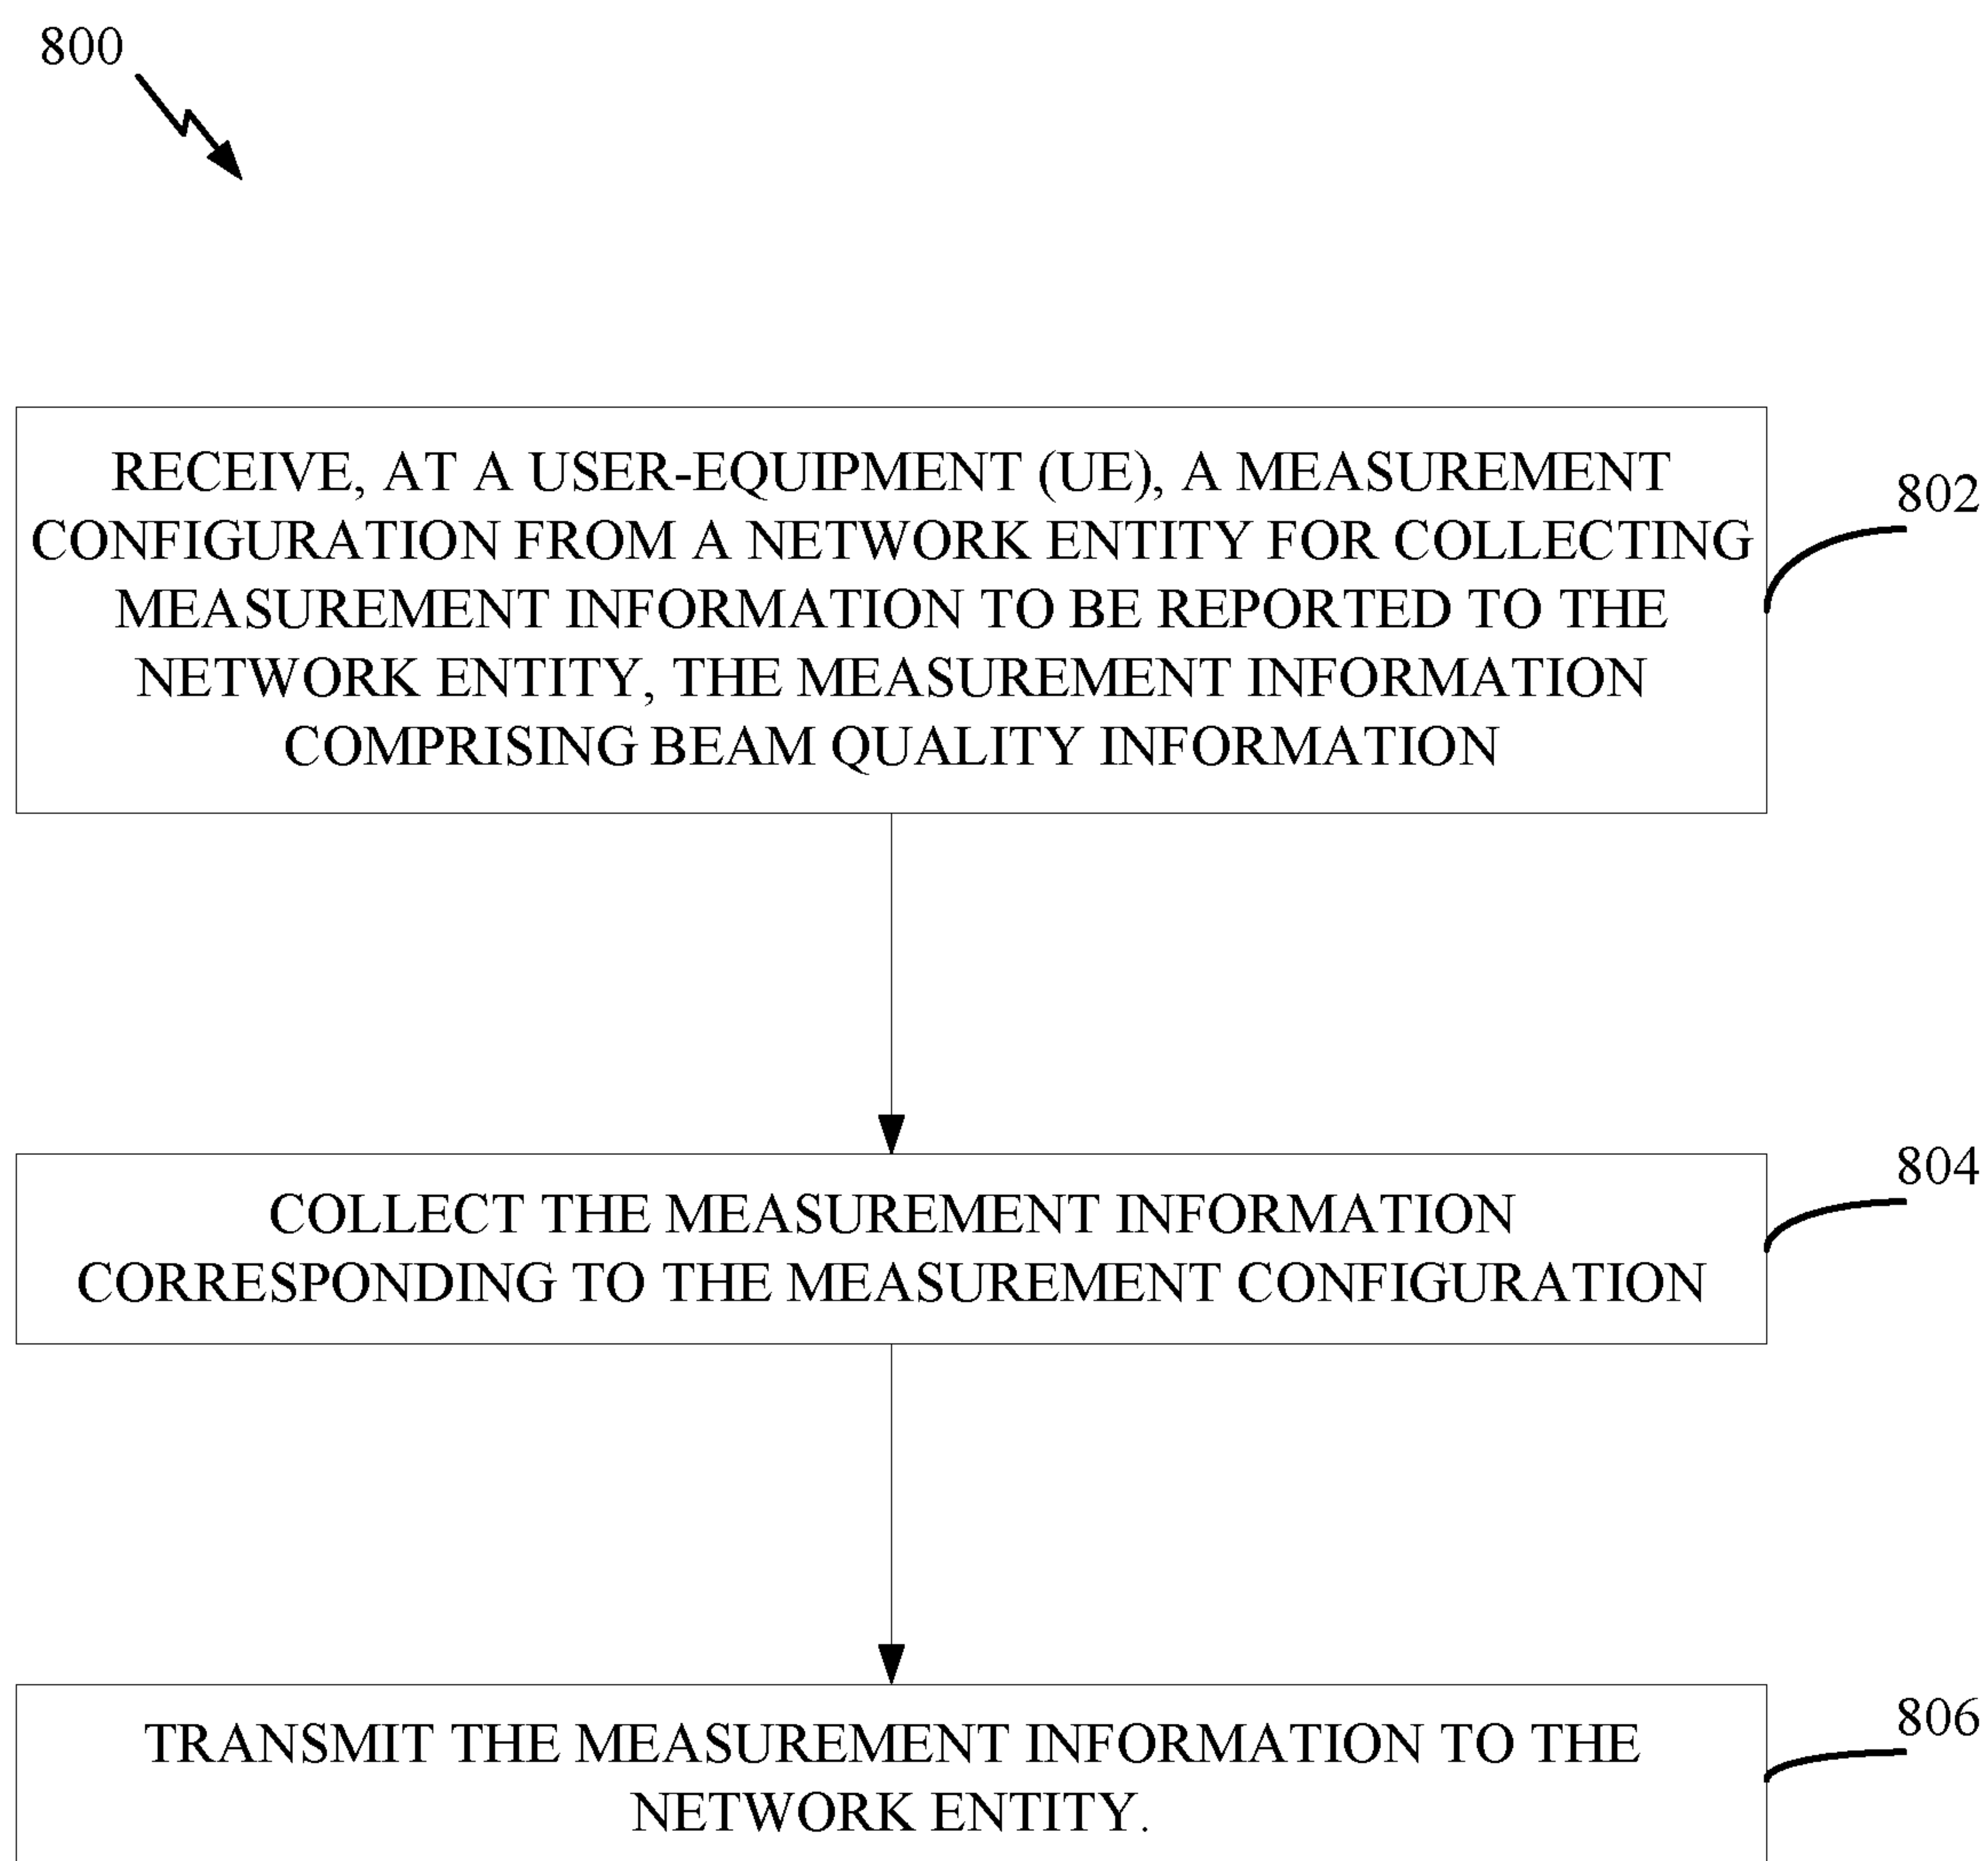 800
RECEIVE, AT A USER-EQUIPMENT (UE), A MEASUREMENT
CONFIGURATION FROM A NETWORK ENTITY FOR COLLECTING
MEASUREMENT INFORMATION TO BE REPORTED TO THE
NETWORK ENTITY, THE MEASUREMENT INFORMATION
COMPRISING BEAM QUALITY INFORMATION
802
COLLECT THE MEASUREMENT INFORMATION
CORRESPONDING TO THE MEASUREMENT CONFIGURATION
804
TRANSMIT THE MEASUREMENT INFORMATION TO THE
NETWORK ENTITY.
806